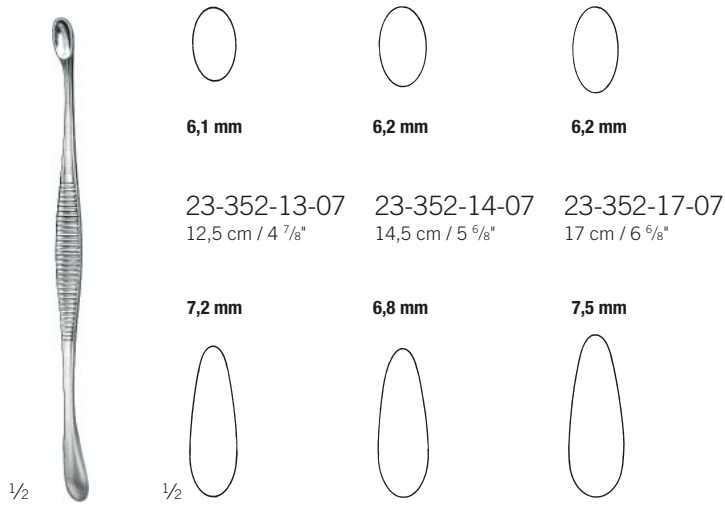 6,1 mm 6,2 mm 6,2 mm
23-352-13-07 23-352-14-07 23-352-17-07
12,5 cm / 4 ⁷/₈" 14,5 cm / 5 ⁶/₈" 17 cm / 6 ⁶/₈"
7,2 mm 6,8 mm 7,5 mm
½ ½